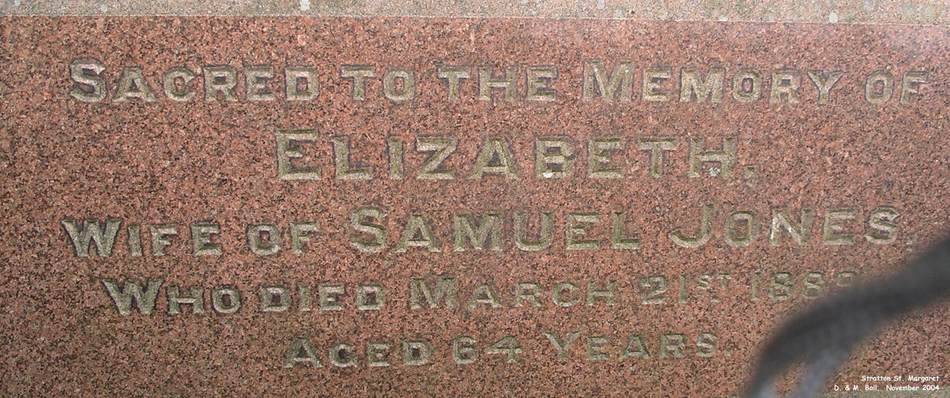 Sacred to the Memory of
Elizabeth,
Wife of Samuel Jones,
Who died March 21st
Aged 64 Years.
Stratton St. Margaret
D. & M. Ball, November 2004